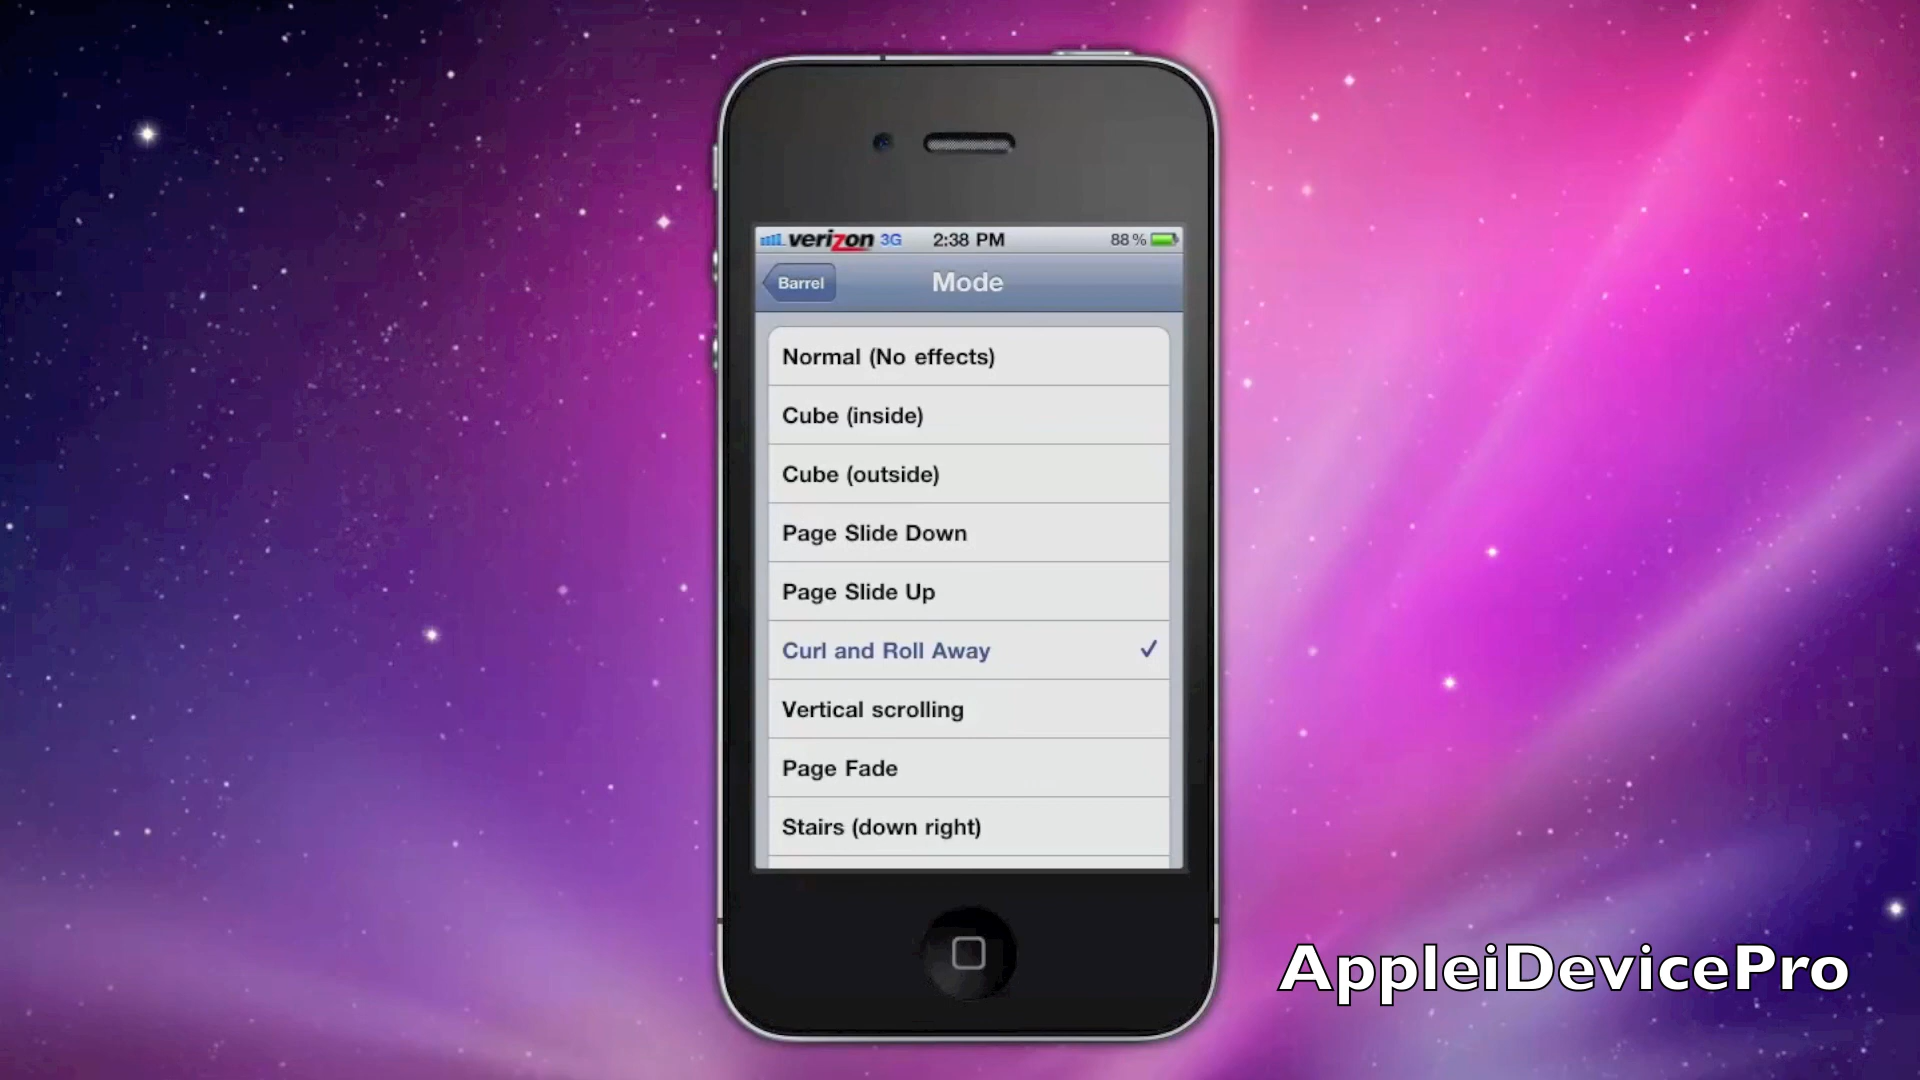 verizon 3G 2:38 PM 88%
Barrel Mode
Normal (No effects)
Cube (inside)
Cube (outside)
Page Slide Down
Page Slide Up
Curl and Roll Away ✓
Vertical scrolling
Page Fade
Stairs (down right)
AppleiDevicePro